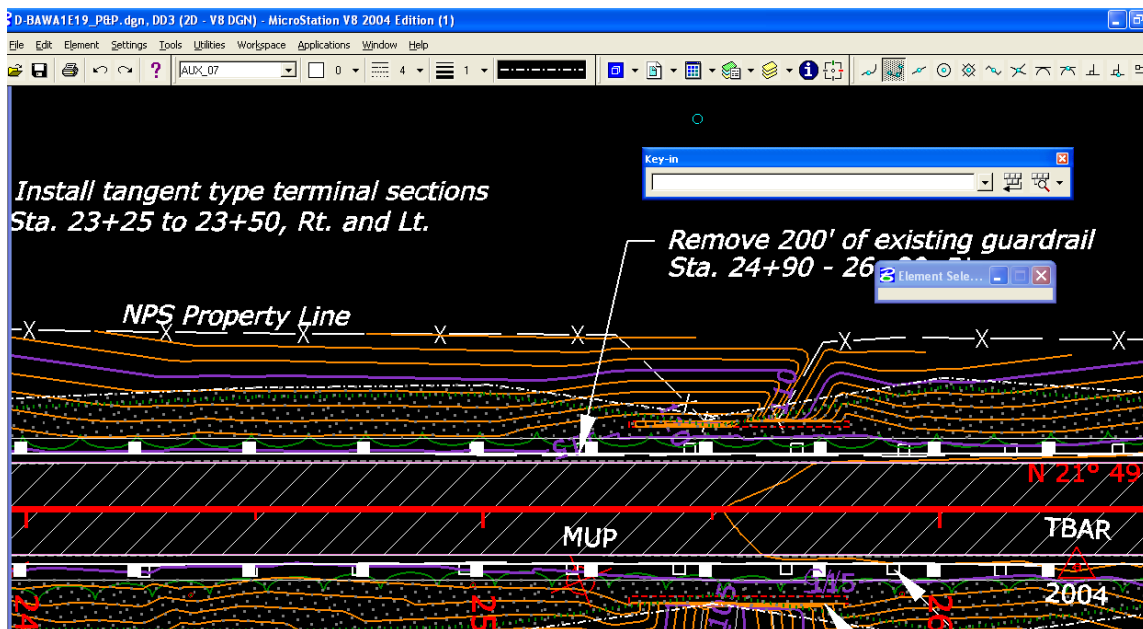 D-BAWA1E19_P&P.dgn, DD3 (2D - V8 DGN) - MicroStation V8 2004 Edition (1)
File Edit Element Settings Tools Utilities Workspace Applications Window Help
AUX_07 0 4 1
Key-in
Install tangent type terminal sections
Sta. 23+25 to 23+50, Rt. and Lt.
Remove 200' of existing guardrail
Sta. 24+90 - 26
Element Sele...
NPS Property Line
X X X X X X X X
N 21° 49
MUP
TBAR
2004
24
25
26